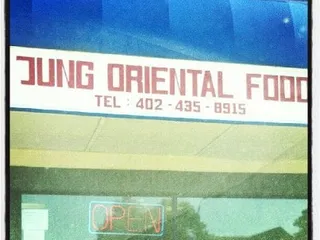 JUNG ORIENTAL FOOD
TEL : 402 - 435 - 8915
OPEN